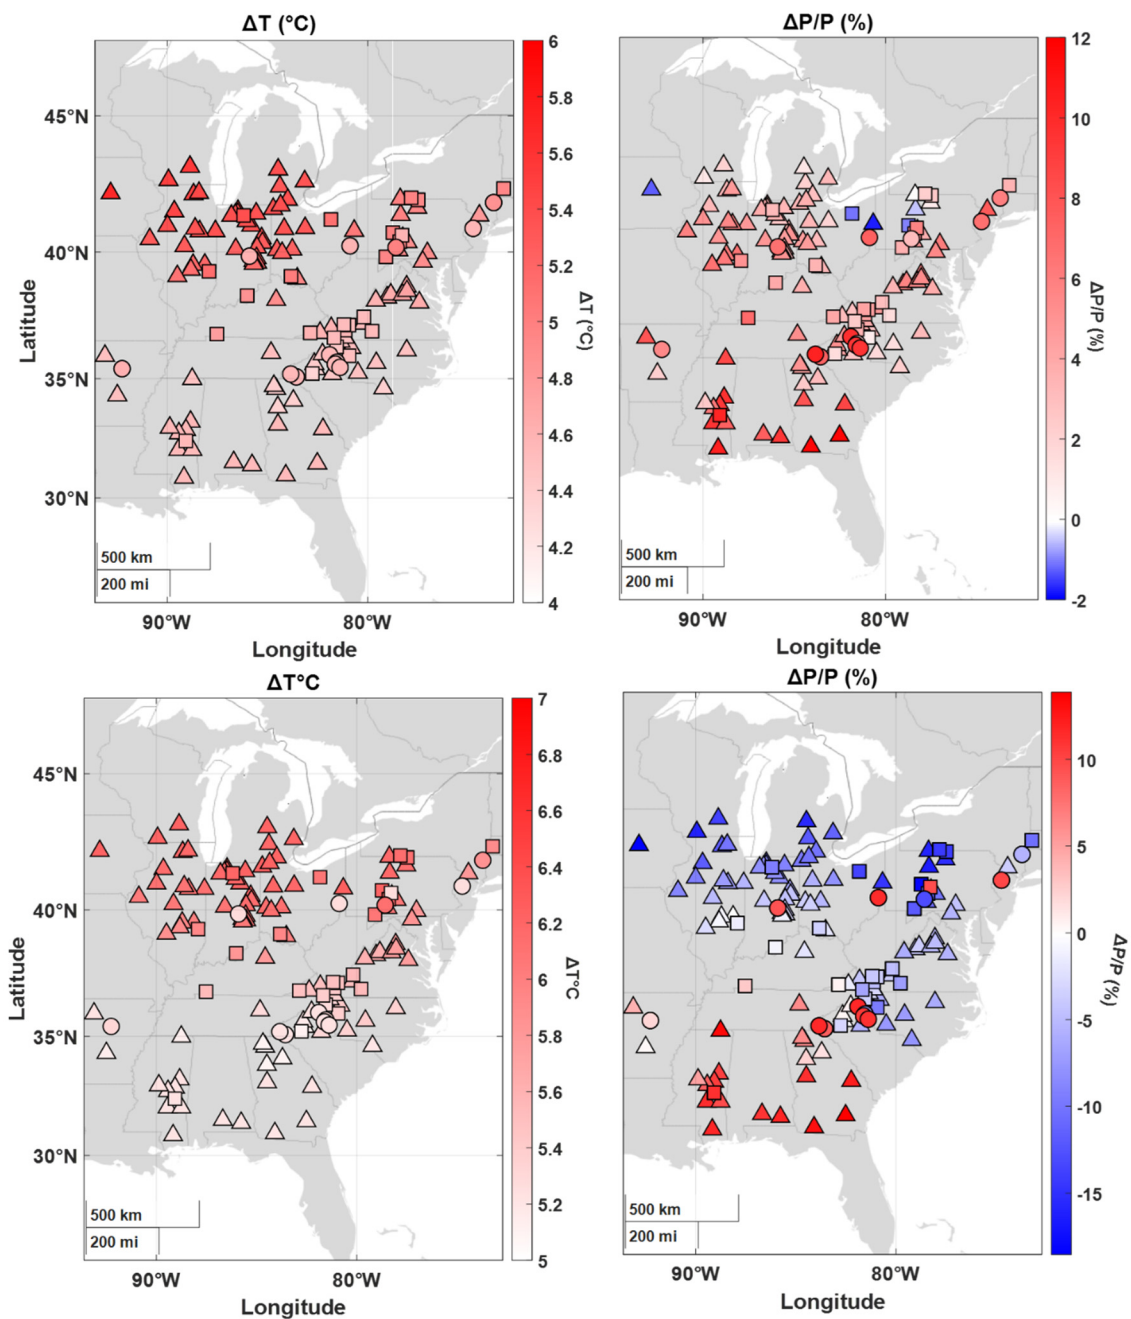 ΔT (°C)
45°N
40°N
35°N
30°N
Latitude
500 km
200 mi
90°W
80°W
Longitude
6
5.8
5.6
5.4
5.2
5
4.8
4.6
4.4
4.2
4
ΔT (°C)
ΔP/P (%)
500 km
200 mi
90°W
80°W
Longitude
12
10
8
6
4
2
0
-2
ΔP/P (%)
ΔT°C
45°N
40°N
35°N
30°N
Latitude
500 km
200 mi
90°W
80°W
Longitude
7
6.8
6.6
6.4
6.2
6
5.8
5.6
5.4
5.2
5
ΔT°C
ΔP/P (%)
500 km
200 mi
90°W
80°W
Longitude
10
5
0
-5
-10
-15
ΔP/P (%)